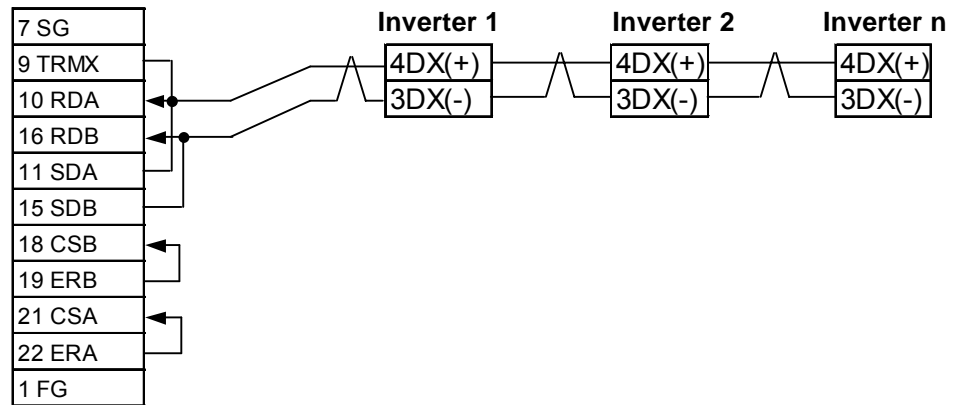 7 SG
9 TRMX
10 RDA
16 RDB
11 SDA
15 SDB
18 CSB
19 ERB
21 CSA
22 ERA
1 FG
Inverter 1
4DX(+)
3DX(-)
Inverter 2
4DX(+)
3DX(-)
Inverter n
4DX(+)
3DX(-)